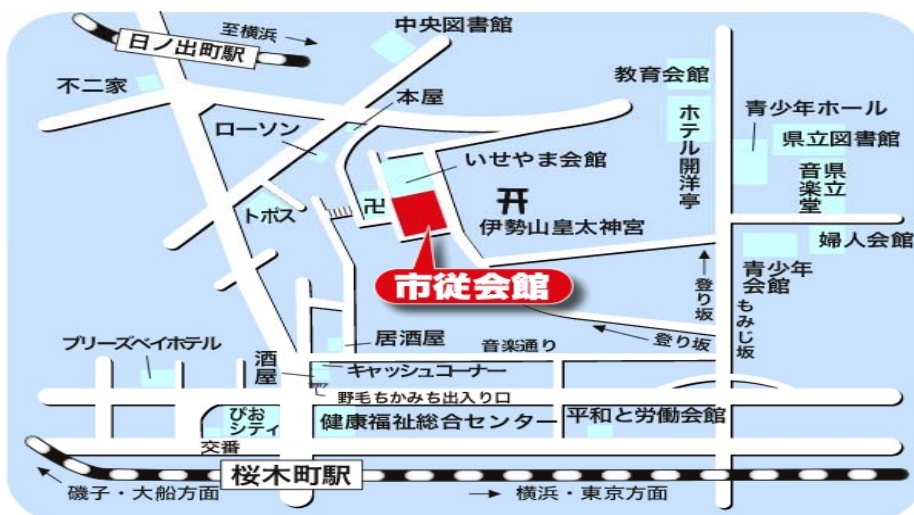 中央図書館
至横浜
日ノ出町駅
不二家
本屋
ローソン
教育会館
ホテル開洋亭
青少年ホール
県立図書館
県立
音楽堂
いせやま会館
卍
トポス
伊勢山皇太神宮
婦人会館
青少年
会館
市従会館
登り坂
登り坂
もみじ坂
居酒屋
音楽通り
ブリーズベイホテル
酒屋
キャッシュコーナー
野毛ちかみち出入り口
ぴお
シティ
健康福祉総合センター
平和と労働会館
交番
桜木町駅
磯子・大船方面
横浜・東京方面